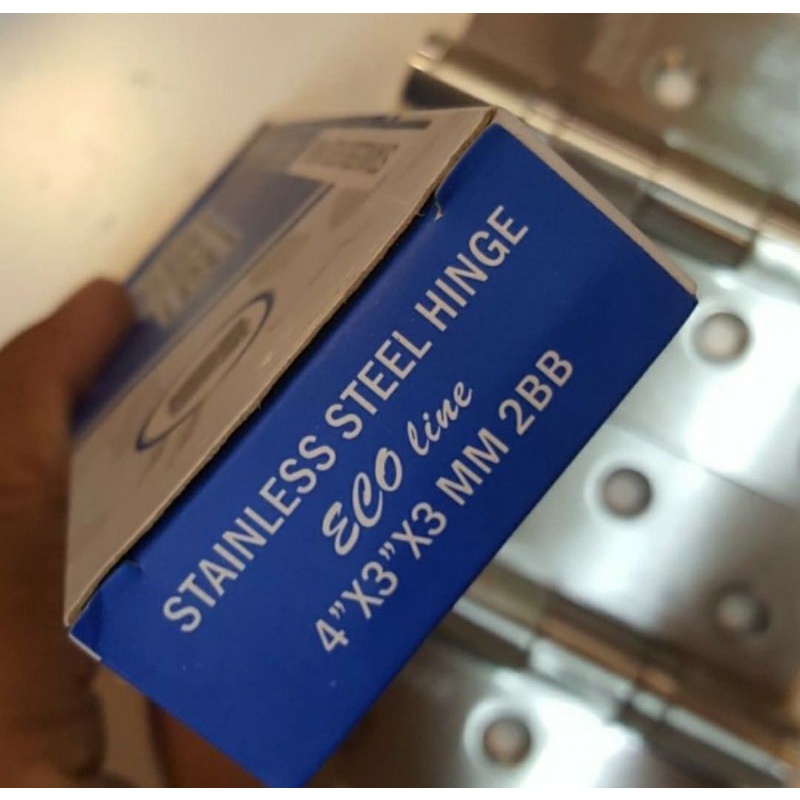 STAINLESS STEEL HINGE
ECO line
4”X3”X3 MM 2BB